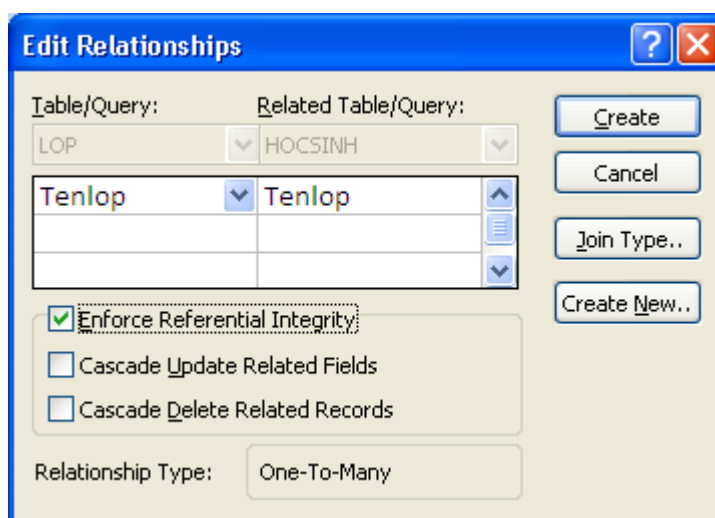 Edit Relationships
Table/Query: Related Table/Query:
LOP HOCSINH
Tenlop Tenlop
Enforce Referential Integrity
Cascade Update Related Fields
Cascade Delete Related Records
Relationship Type: One-To-Many
Create
Cancel
Join Type..
Create New..